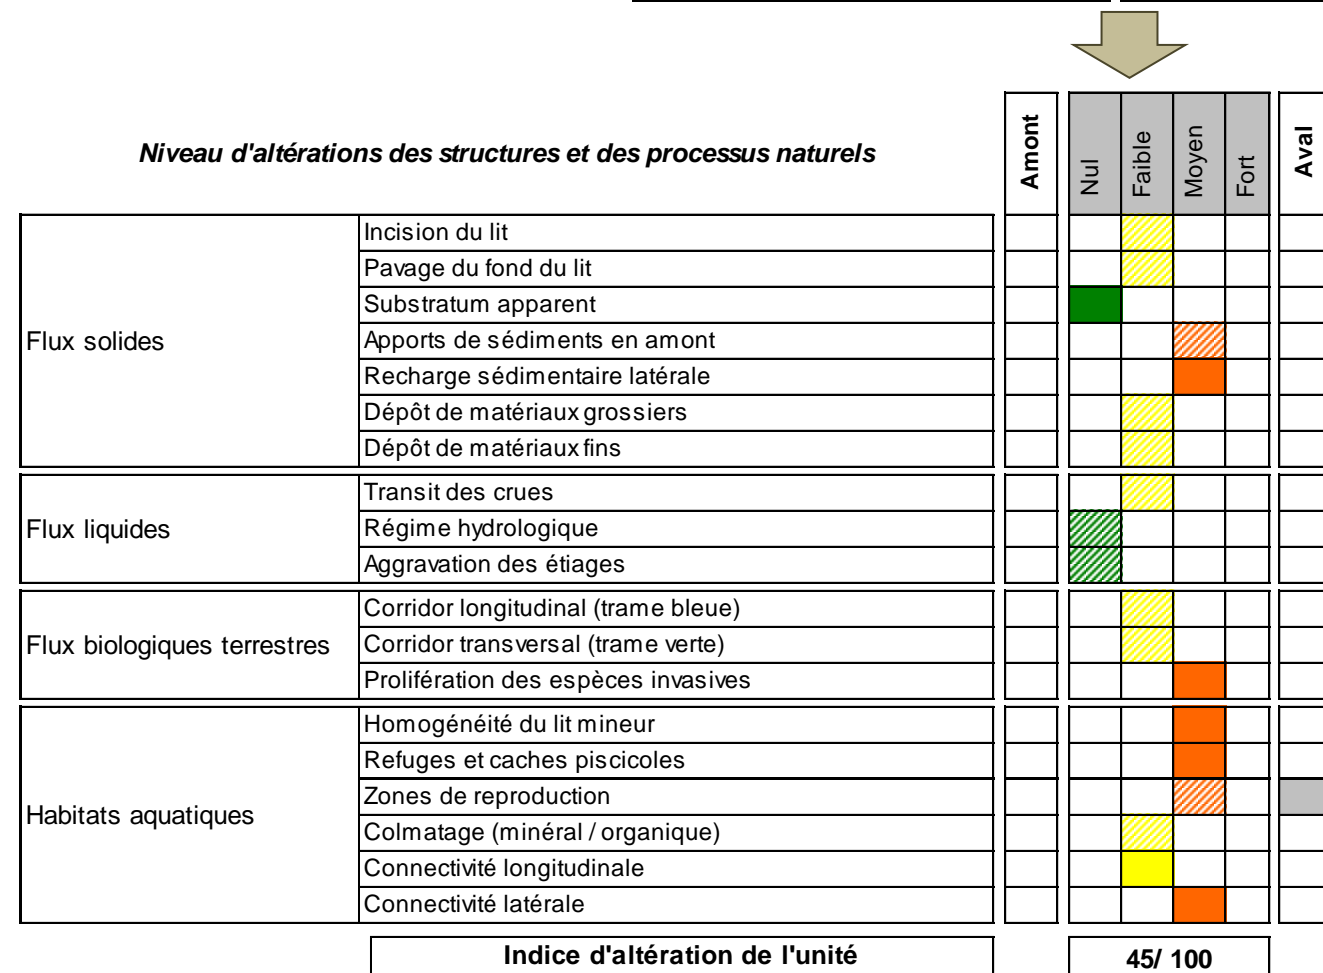 Niveau d'altérations des structures et des processus naturels
Amont
Nul
Faible
Moyen
Fort
Aval
Flux solides
Incision du lit
Pavage du fond du lit
Substratum apparent
Apports de sédiments en amont
Recharge sédimentaire latérale
Dépôt de matériaux grossiers
Dépôt de matériaux fins
Flux liquides
Transit des crues
Régime hydrologique
Aggravation des étiages
Flux biologiques terrestres
Corridor longitudinal (trame bleue)
Corridor transversal (trame verte)
Prolifération des espèces invasives
Habitats aquatiques
Homogénéité du lit mineur
Refuges et caches piscicoles
Zones de reproduction
Colmatage (minéral / organique)
Connectivité longitudinale
Connectivité latérale
Indice d'altération de l'unité
45/ 100